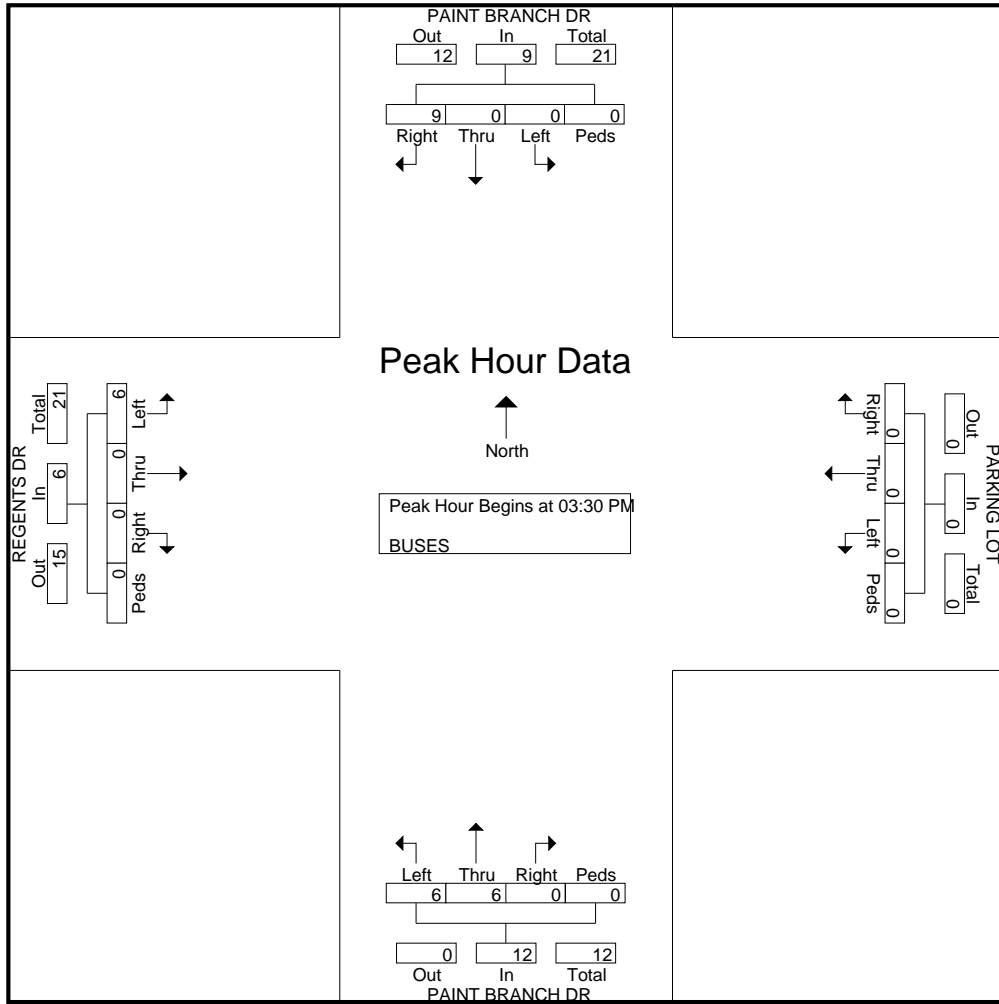 PAINT BRANCH DR
Out In Total
12 9 21
9 0 0 0
Right Thru Left Peds
Peak Hour Data
North
Peak Hour Begins at 03:30 PM
BUSES
REGENTS DR
Total In Out
21 6 15
6 0 0 0
Left Thru Right Peds
Right Thru Left Peds
0 0 0 0
Out In Total
0 0 0
PARKING LOT
Left Thru Right Peds
6 6 0 0
0 12 12
Out In Total
PAINT BRANCH DR